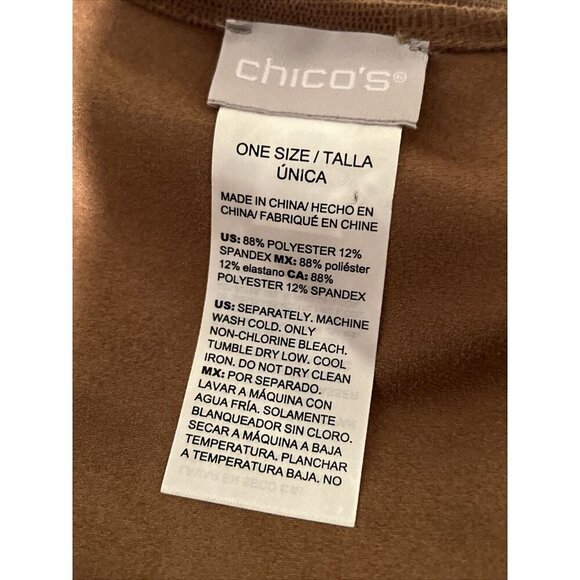 chico's®
ONE SIZE / TALLA
ÚNICA
MADE IN CHINA/ HECHO EN
CHINA/ FABRIQUÉ EN CHINE
US: 88% POLYESTER 12%
SPANDEX MX: 88% poliéster
12% elastano CA: 88%
POLYESTER 12% SPANDEX
US: SEPARATELY. MACHINE
WASH COLD. ONLY
NON-CHLORINE BLEACH.
TUMBLE DRY LOW. COOL
IRON. DO NOT DRY CLEAN
MX: POR SEPARADO.
LAVAR A MÁQUINA CON
AGUA FRÍA. SOLAMENTE
BLANQUEADOR SIN CLORO.
SECAR A MÁQUINA A BAJA
TEMPERATURA. PLANCHAR
A TEMPERATURA BAJA. NO